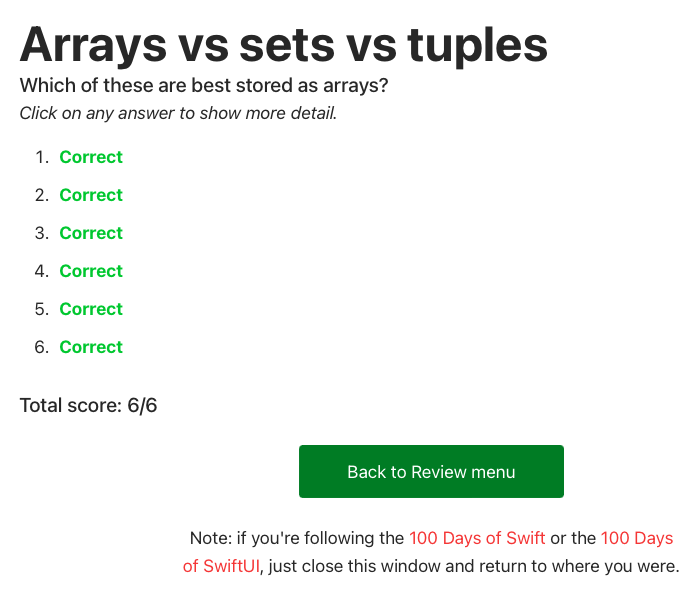 Arrays vs sets vs tuples
Which of these are best stored as arrays?
Click on any answer to show more detail.
1. Correct
2. Correct
3. Correct
4. Correct
5. Correct
6. Correct
Total score: 6/6
Back to Review menu
Note: if you're following the 100 Days of Swift or the 100 Days
of SwiftUI, just close this window and return to where you were.